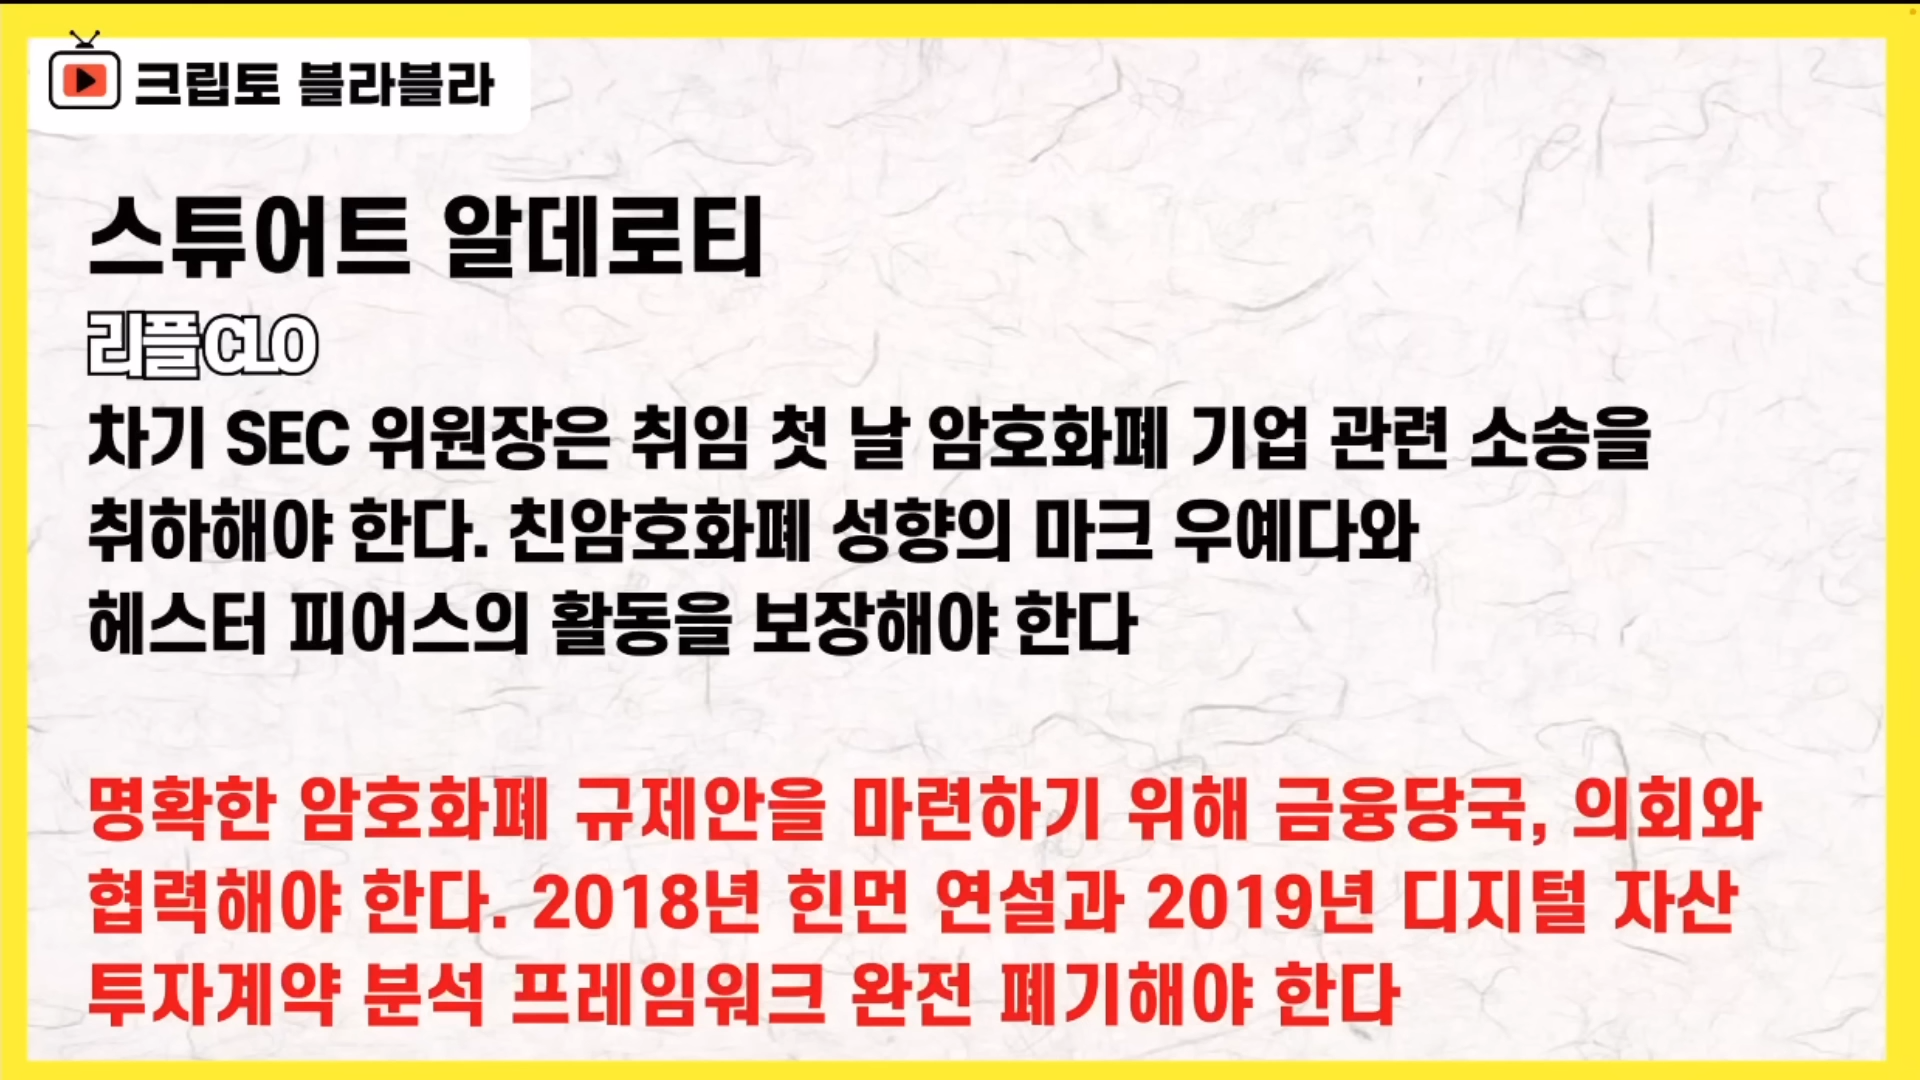 크립토 블라블라
스튜어트 알데로티
리플CLO
차기 SEC 위원장은 취임 첫 날 암호화폐 기업 관련 소송을
취하해야 한다. 친암호화폐 성향의 마크 우예다와
헤스터 피어스의 활동을 보장해야 한다
명확한 암호화폐 규제안을 마련하기 위해 금융당국, 의회와
협력해야 한다. 2018년 힌먼 연설과 2019년 디지털 자산
투자계약 분석 프레임워크 완전 폐기해야 한다